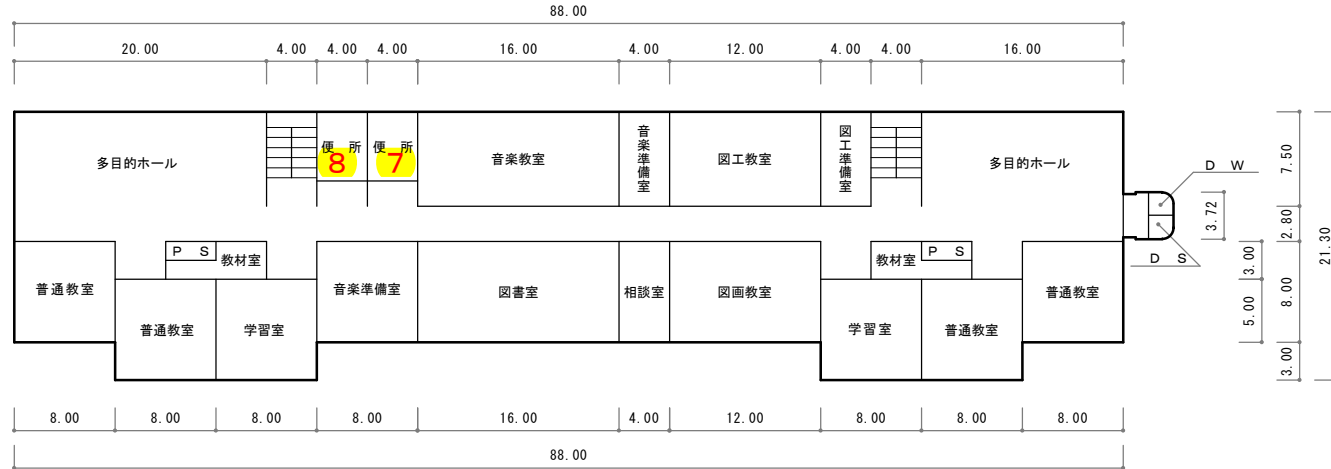 88.00
20.00 4.00 4.00 4.00 16.00 4.00 12.00 4.00 4.00 16.00
多目的ホール
便所
8
便所
7
音楽教室
音楽準備室
図工教室
図工準備室
多目的ホール
DW
DS
7.50
3.72
2.80
21.30
3.00
8.00
5.00
3.00
PS
教材室
教材室
PS
普通教室
音楽準備室
図書室
相談室
図画教室
普通教室
普通教室
学習室
学習室
普通教室
8.00 8.00 8.00 8.00 16.00 4.00 12.00 8.00 8.00 8.00
88.00